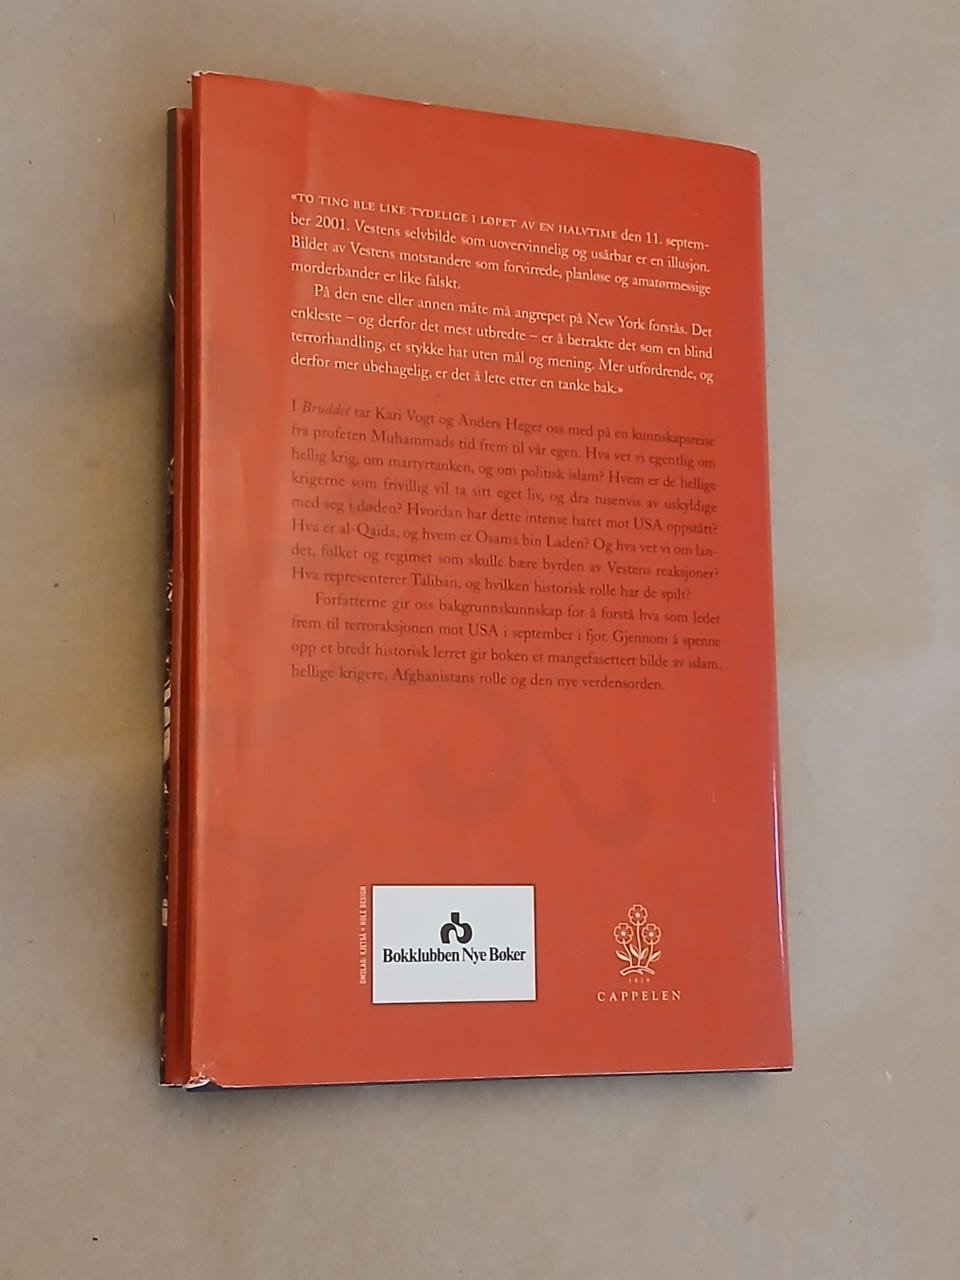 «TO TING BLE LIKE TYDELIGE I LØPET AV EN HALVTIME den 11. septem-
ber 2001. Vestens selvbilde som uovervinnelig og usårbar er en illusjon.
Bildet av Vestens motstandere som forvirrede, planløse og amatørmessige
morderbander er like falskt.
På den ene eller annen måte må angrepet på New York forstås. Det
enkleste – og derfor det mest utbredte – er å betrakte det som en blind
terrorhandling, et stykke hat uten mål og mening. Mer utfordrende, og
derfor mer ubehagelig, er det å lete etter en tanke bak.»
I Bruddet tar Kari Vogt og Anders Heger oss med på en kunnskapsreise
fra profeten Muhammads tid frem til vår egen. Hva vet vi egentlig om
hellig krig, om martyrtanken, og om politisk islam? Hvem er de hellige
krigerne som frivillig vil ta sitt eget liv, og dra tusenvis av uskyldige
med seg i døden? Hvordan har dette intense hatet mot USA oppstått?
Hva er al-Qaida, og hvem er Osama bin Laden? Og hva vet vi om lan-
det, folket og regimet som skulle bære byrden av Vestens reaksjoner?
Hva representerer Taliban, og hvilken historisk rolle har de spilt?
Forfatterne gir oss bakgrunnskunnskap for å forstå hva som ledet
frem til terroraksjonen mot USA i september i fjor. Gjennom å spenne
opp et bredt historisk lerret gir boken et mangefasettert bilde av islam,
hellige krigere, Afghanistans rolle og den nye verdensorden.
OMSLAG: KJETSÅ + HOLE DESIGN
Bokklubben Nye Bøker
1829
CAPPELEN